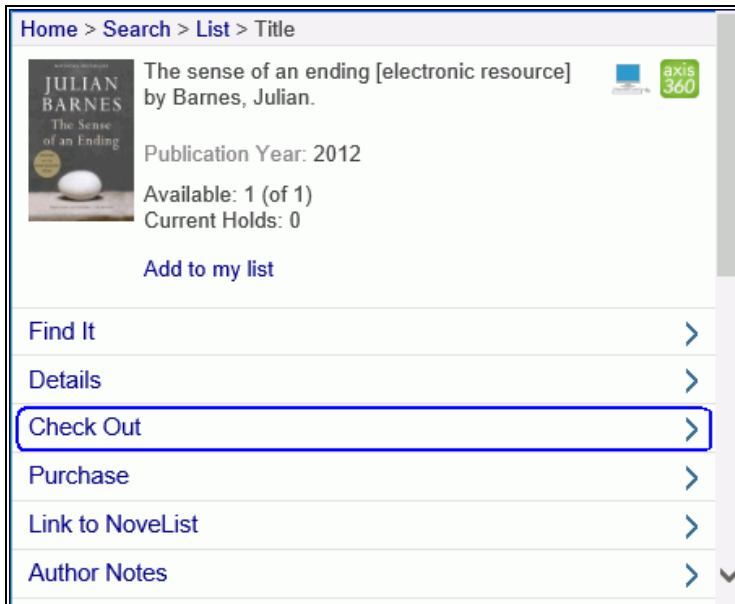 Home > Search > List > Title
JULIAN
BARNES
The Sense
of an Ending
The sense of an ending [electronic resource]
by Barnes, Julian.
axis
360
Publication Year: 2012
Available: 1 (of 1)
Current Holds: 0
Add to my list
Find It
Details
Check Out
Purchase
Link to NoveList
Author Notes